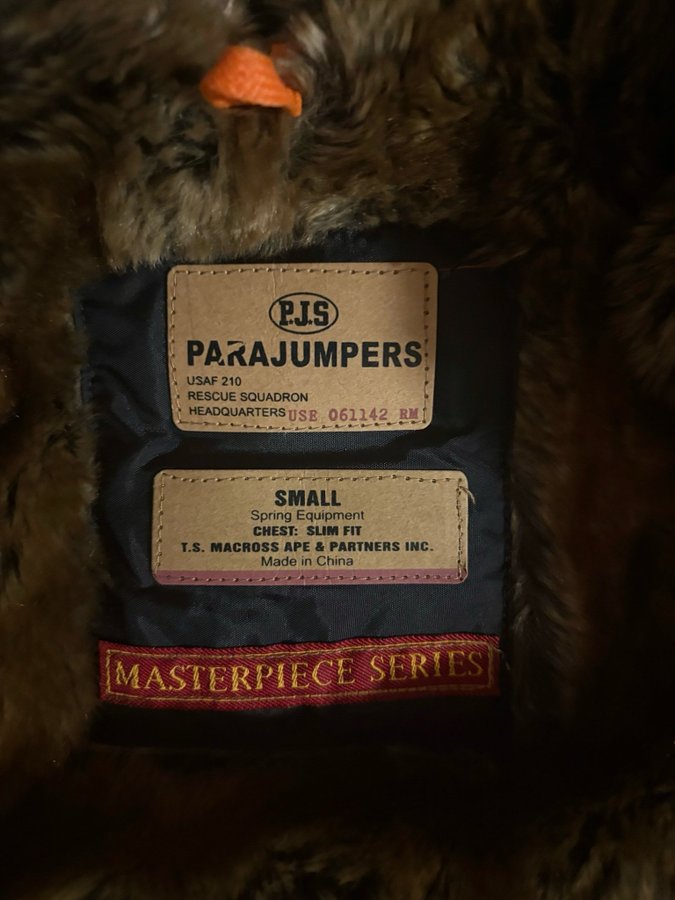 P.J.S
PARAJUMPERS
USAF 210
RESCUE SQUADRON
HEADQUARTERS USE 061142 RM
SMALL
Spring Equipment
CHEST: SLIM FIT
T.S. MACROSS APE & PARTNERS INC.
Made in China
MASTERPIECE SERIES